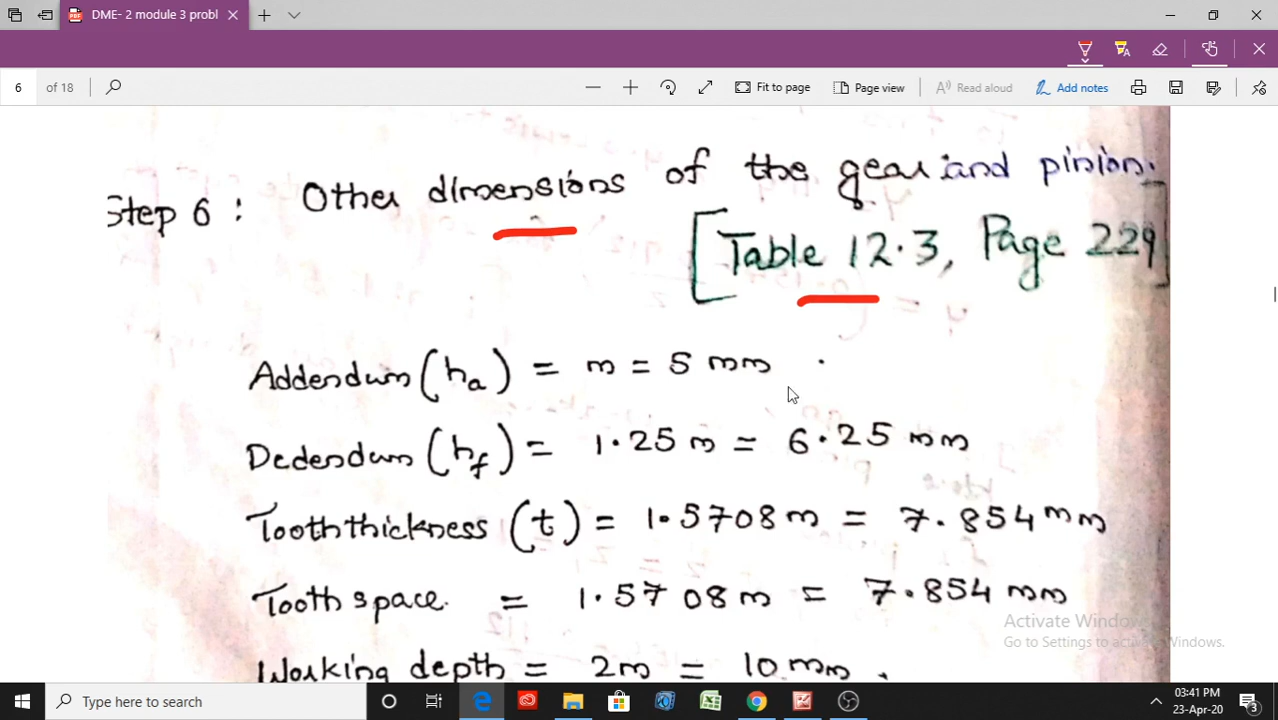 DME- 2 module 3 probl
6 of 18
Fit to page
Page view
Read aloud
Add notes
Step 6 : Other dimensions of the gear and pinion.
[Table 12.3, Page 229]
Addendum (ha) = m = 5 mm .
Dedendum (hf) = 1.25 m = 6.25 mm
Tooth thickness (t) = 1.5708 m = 7.854 mm
Tooth space. = 1.5708 m = 7.854 mm
Working depth = 2m = 10 mm.
Activate Windows
Go to Settings to activate Windows.
Type here to search
03:41 PM
23-Apr-20
3